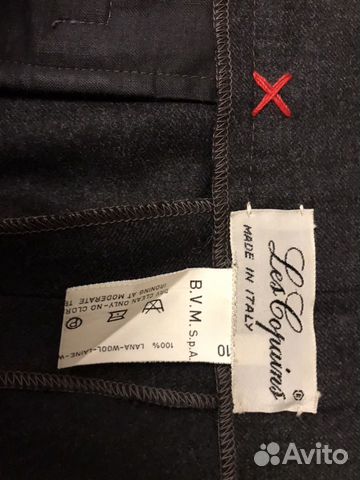 Les Copains
®
MADE IN ITALY
10
B.V.M. S.p.A.
DRY CLEAN ONLY-NO CLOR
IRONING AT MODERATE
100% LANA-WOOL-LAINE-W
P
Avito